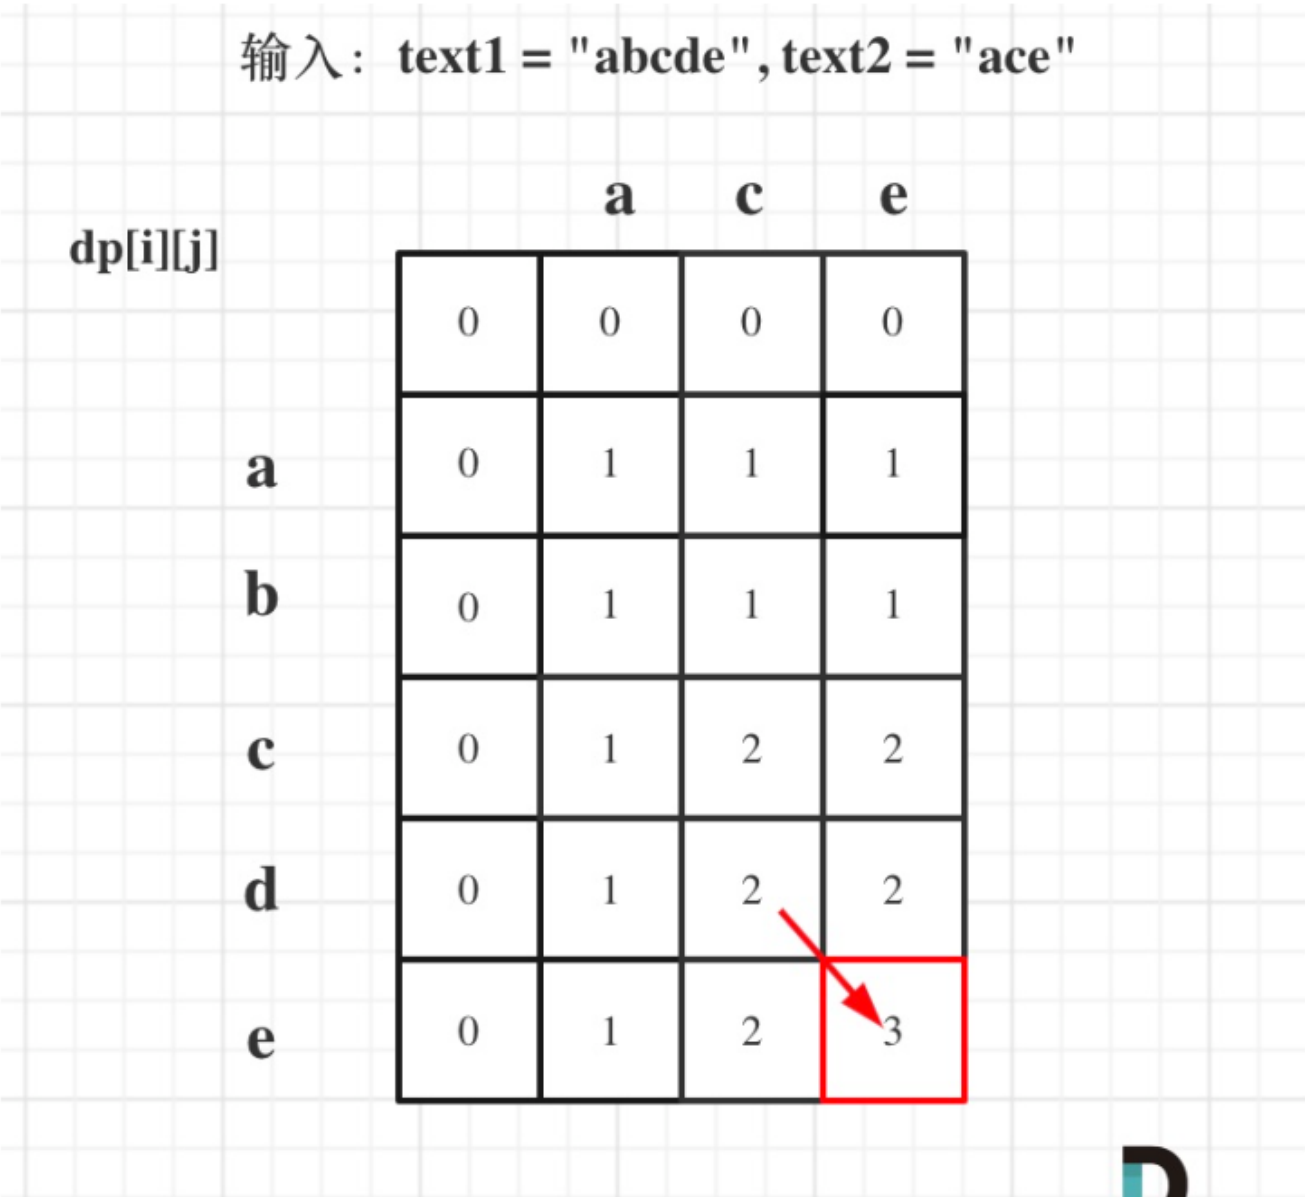 输入：text1 = "abcde", text2 = "ace"
a c e
dp[i][j]
0 0 0 0
a 0 1 1 1
b 0 1 1 1
c 0 1 2 2
d 0 1 2 2
e 0 1 2 3